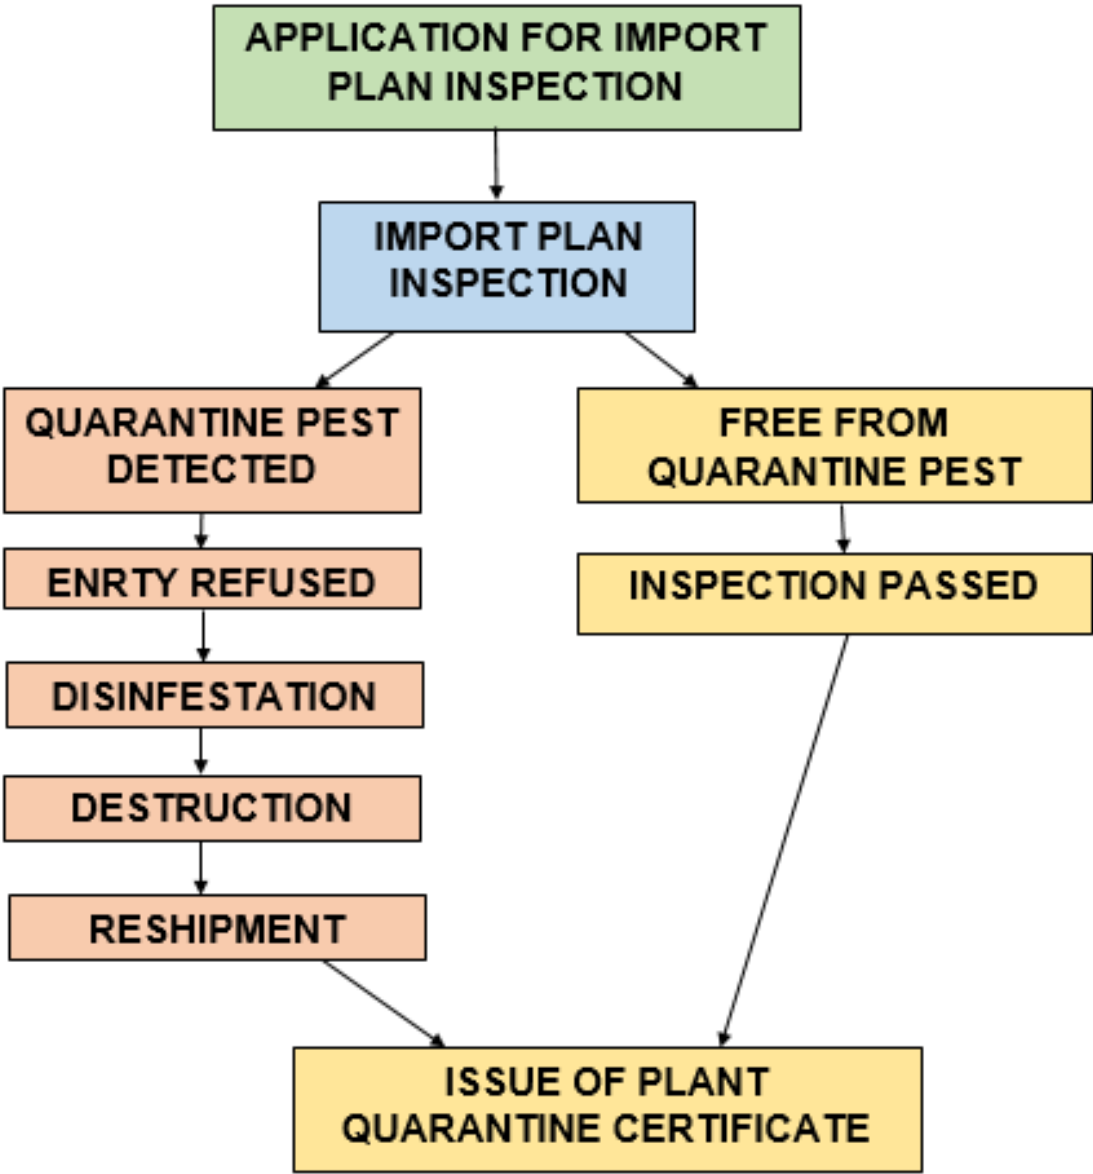 APPLICATION FOR IMPORT
PLAN INSPECTION
IMPORT PLAN
INSPECTION
QUARANTINE PEST
DETECTED
ENRTY REFUSED
DISINFESTATION
DESTRUCTION
RESHIPMENT
FREE FROM
QUARANTINE PEST
INSPECTION PASSED
ISSUE OF PLANT
QUARANTINE CERTIFICATE